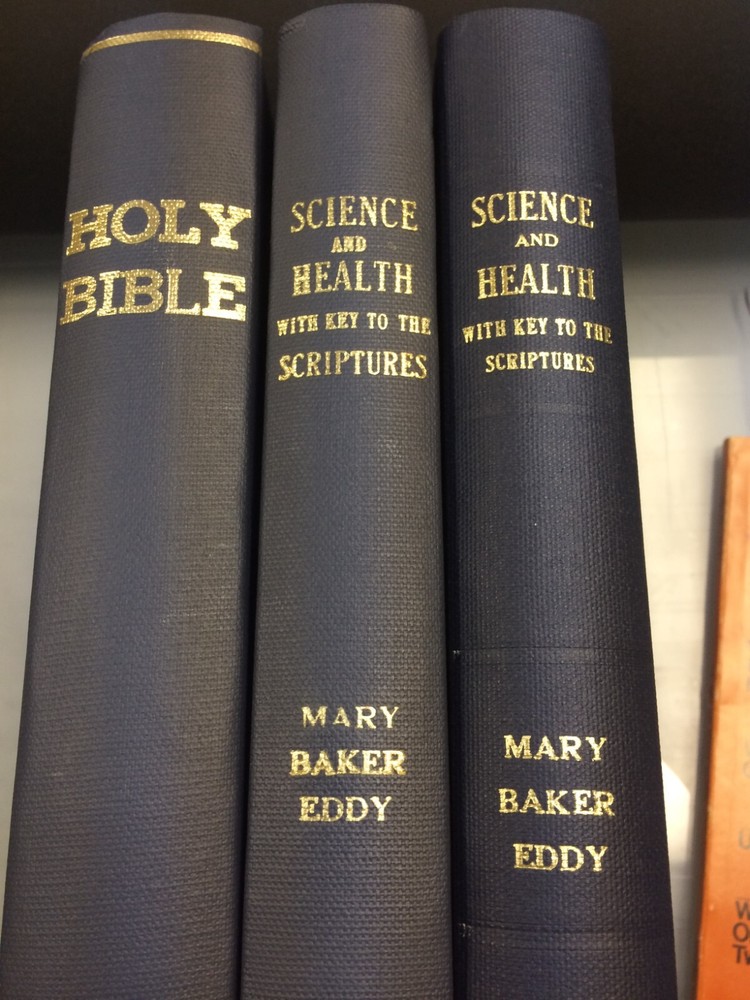 HOLY
BIBLE
SCIENCE
AND
HEALTH
WITH KEY TO THE
SCRIPTURES
MARY
BAKER
EDDY
SCIENCE
AND
HEALTH
WITH KEY TO THE
SCRIPTURES
MARY
BAKER
EDDY